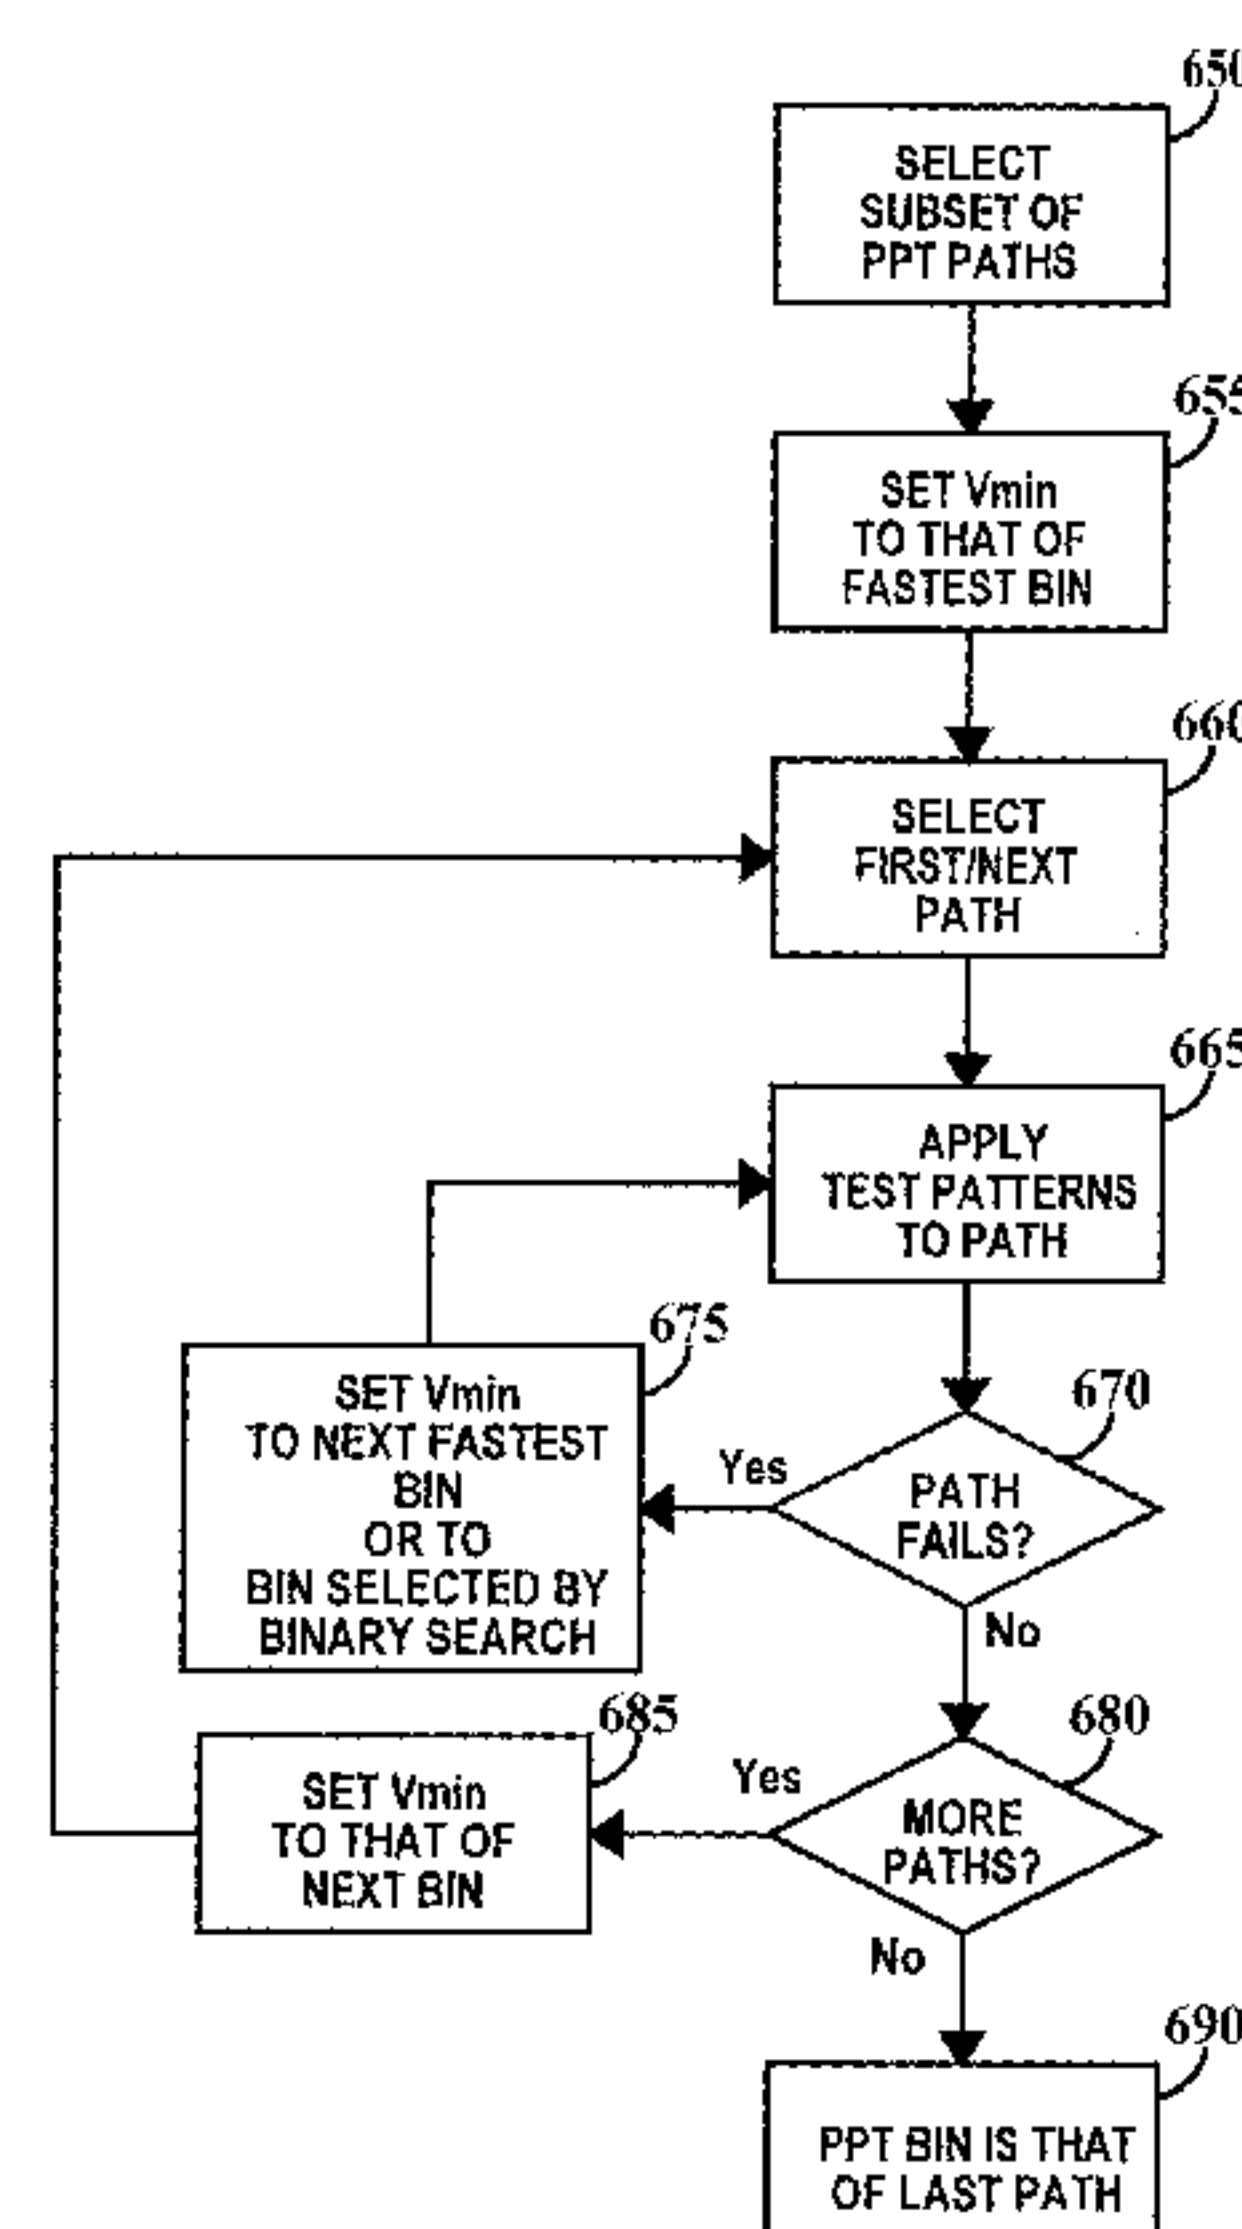 650
SELECT
SUBSET OF
PPT PATHS
655
SET Vmin
TO THAT OF
FASTEST BIN
660
SELECT
FIRST/NEXT
PATH
665
APPLY
TEST PATTERNS
TO PATH
675
SET Vmin
TO NEXT FASTEST
BIN
OR TO
BIN SELECTED BY
BINARY SEARCH
670
Yes
PATH
FAILS?
No
685
SET Vmin
TO THAT OF
NEXT BIN
680
Yes
MORE
PATHS?
No
690
PPT BIN IS THAT
OF LAST PATH